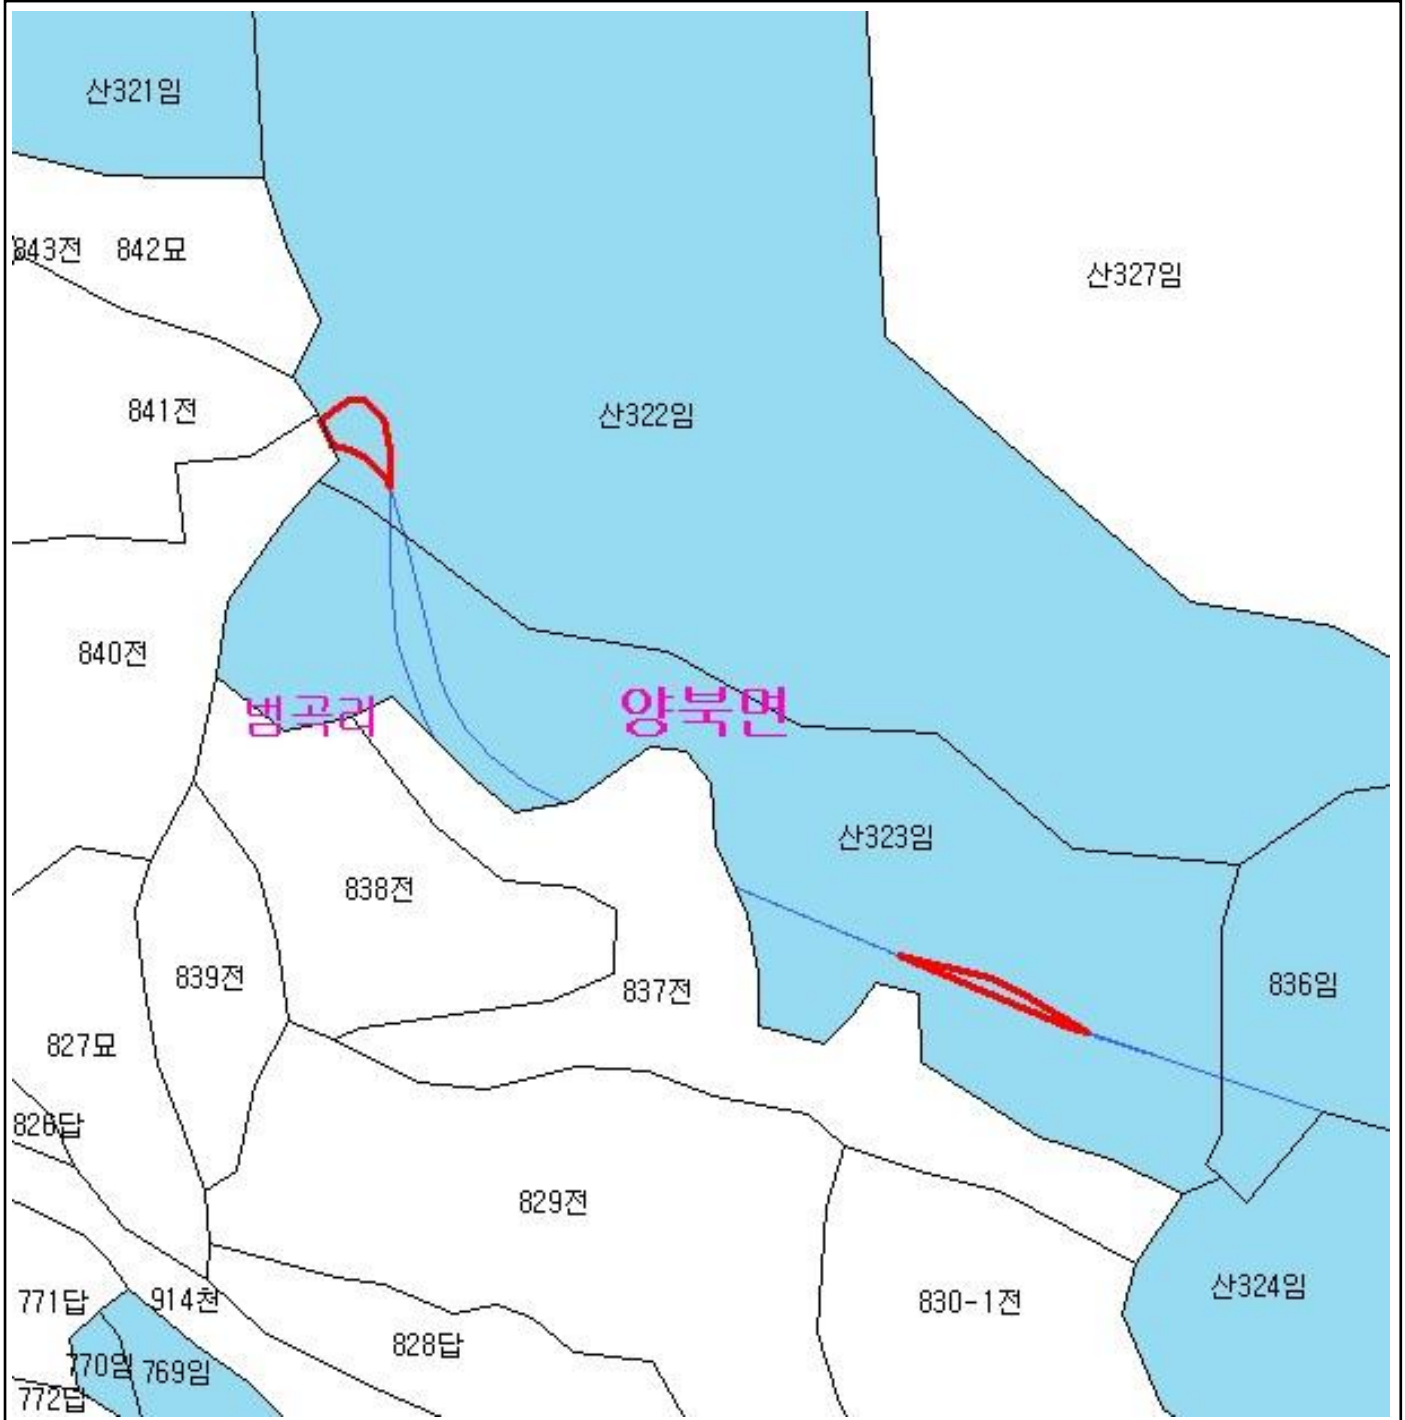 산321임
843전 842묘
산327임
841전
산322임
840전
범곡리
양북면
산323임
838전
839전
837전
836임
827묘
826답
829전
산324임
771답
914천
830-1전
828답
770임
769임
772답